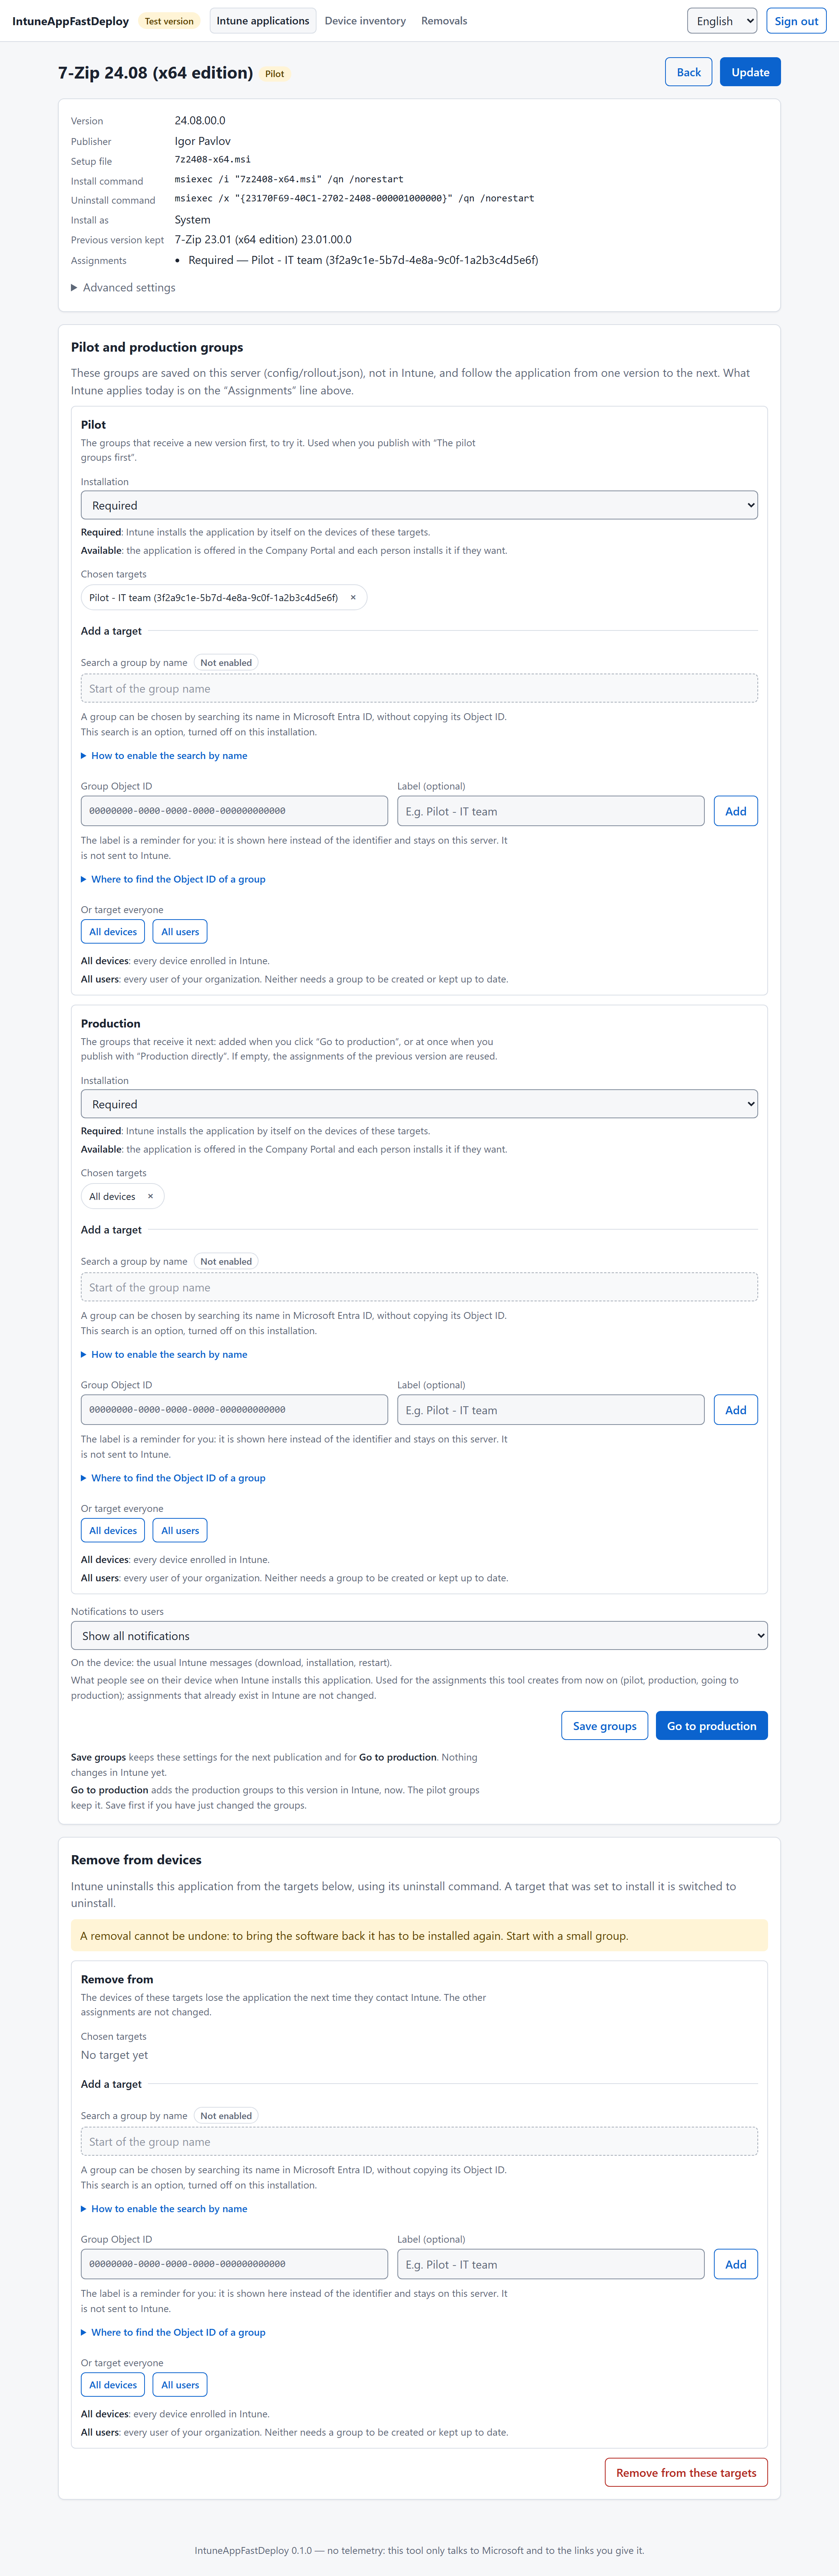 IntuneAppFastDeploy Test version Intune applications Device inventory Removals English Sign out
7-Zip 24.08 (x64 edition) Pilot Back Update
Version 24.08.00.0
Publisher Igor Pavlov
Setup file 7z2408-x64.msi
Install command msiexec /i "7z2408-x64.msi" /qn /norestart
Uninstall command msiexec /x "{23170F69-40C1-2702-2408-000001000000}" /qn /norestart
Install as System
Previous version kept 7-Zip 23.01 (x64 edition) 23.01.00.0
Assignments • Required — Pilot - IT team (3f2a9c1e-5b7d-4e8a-9c0f-1a2b3c4d5e6f)
▶ Advanced settings
Pilot and production groups
These groups are saved on this server (config/rollout.json), not in Intune, and follow the application from one version to the next. What
Intune applies today is on the “Assignments” line above.
Pilot
The groups that receive a new version first, to try it. Used when you publish with “The pilot
groups first”.
Installation
Required
Required: Intune installs the application by itself on the devices of these targets.
Available: the application is offered in the Company Portal and each person installs it if they want.
Chosen targets
Pilot - IT team (3f2a9c1e-5b7d-4e8a-9c0f-1a2b3c4d5e6f) ×
Add a target
Search a group by name Not enabled
Start of the group name
A group can be chosen by searching its name in Microsoft Entra ID, without copying its Object ID.
This search is an option, turned off on this installation.
▶ How to enable the search by name
Group Object ID Label (optional)
00000000-0000-0000-0000-000000000000 E.g. Pilot - IT team Add
The label is a reminder for you: it is shown here instead of the identifier and stays on this server. It
is not sent to Intune.
▶ Where to find the Object ID of a group
Or target everyone
All devices All users
All devices: every device enrolled in Intune.
All users: every user of your organization. Neither needs a group to be created or kept up to date.
Production
The groups that receive it next: added when you click “Go to production”, or at once when you
publish with “Production directly”. If empty, the assignments of the previous version are reused.
Installation
Required
Required: Intune installs the application by itself on the devices of these targets.
Available: the application is offered in the Company Portal and each person installs it if they want.
Chosen targets
All devices ×
Add a target
Search a group by name Not enabled
Start of the group name
A group can be chosen by searching its name in Microsoft Entra ID, without copying its Object ID.
This search is an option, turned off on this installation.
▶ How to enable the search by name
Group Object ID Label (optional)
00000000-0000-0000-0000-000000000000 E.g. Pilot - IT team Add
The label is a reminder for you: it is shown here instead of the identifier and stays on this server. It
is not sent to Intune.
▶ Where to find the Object ID of a group
Or target everyone
All devices All users
All devices: every device enrolled in Intune.
All users: every user of your organization. Neither needs a group to be created or kept up to date.
Notifications to users
Show all notifications
On the device: the usual Intune messages (download, installation, restart).
What people see on their device when Intune installs this application. Used for the assignments this tool creates from now on (pilot, production, going to
production); assignments that already exist in Intune are not changed.
Save groups Go to production
Save groups keeps these settings for the next publication and for Go to production. Nothing
changes in Intune yet.
Go to production adds the production groups to this version in Intune, now. The pilot groups
keep it. Save first if you have just changed the groups.
Remove from devices
Intune uninstalls this application from the targets below, using its uninstall command. A target that was set to install it is switched to
uninstall.
A removal cannot be undone: to bring the software back it has to be installed again. Start with a small group.
Remove from
The devices of these targets lose the application the next time they contact Intune. The other
assignments are not changed.
Chosen targets
No target yet
Add a target
Search a group by name Not enabled
Start of the group name
A group can be chosen by searching its name in Microsoft Entra ID, without copying its Object ID.
This search is an option, turned off on this installation.
▶ How to enable the search by name
Group Object ID Label (optional)
00000000-0000-0000-0000-000000000000 E.g. Pilot - IT team Add
The label is a reminder for you: it is shown here instead of the identifier and stays on this server. It
is not sent to Intune.
▶ Where to find the Object ID of a group
Or target everyone
All devices All users
All devices: every device enrolled in Intune.
All users: every user of your organization. Neither needs a group to be created or kept up to date.
Remove from these targets
IntuneAppFastDeploy 0.1.0 — no telemetry: this tool only talks to Microsoft and to the links you give it.